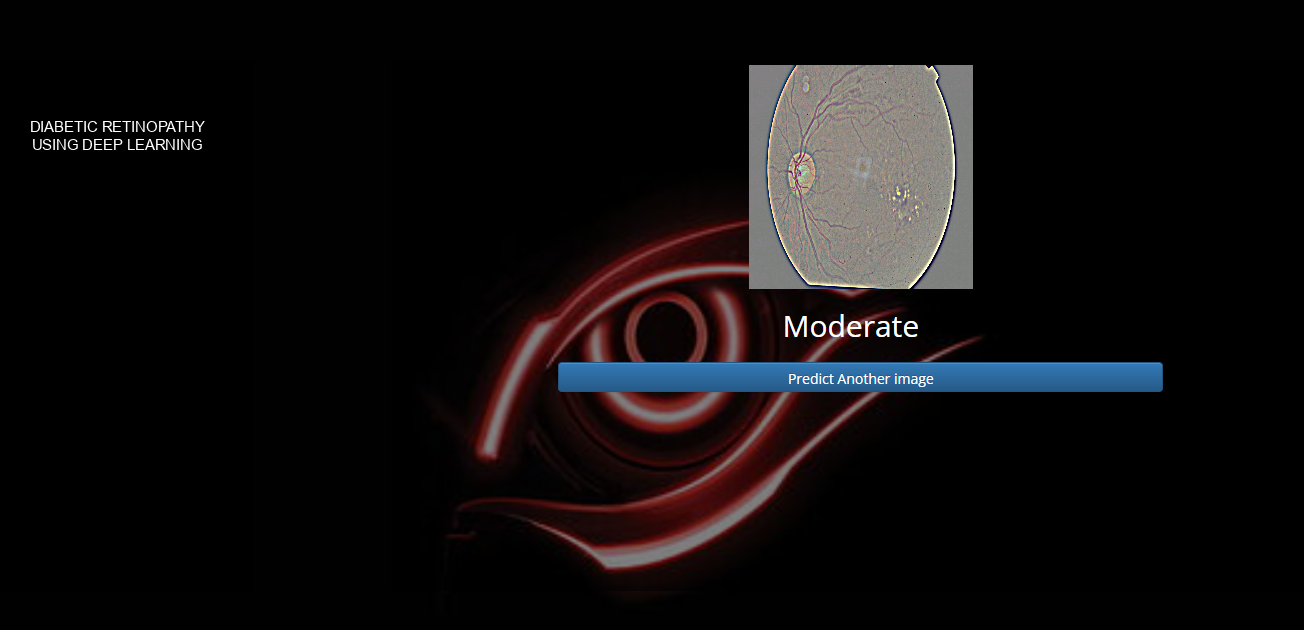 DIABETIC RETINOPATHY
USING DEEP LEARNING
Moderate
Predict Another image